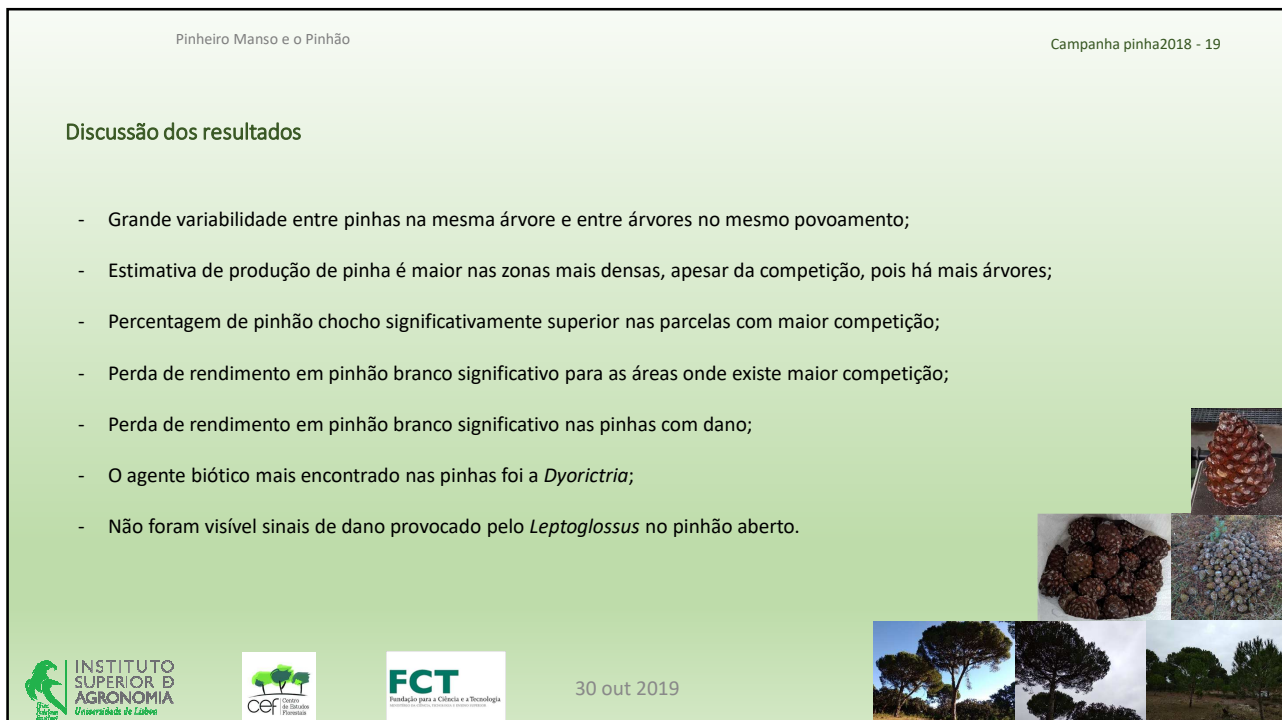 Pinheiro Manso e o Pinhão
Campanha pinha2018 - 19
Discussão dos resultados
- Grande variabilidade entre pinhas na mesma árvore e entre árvores no mesmo povoamento;
- Estimativa de produção de pinha é maior nas zonas mais densas, apesar da competição, pois há mais árvores;
- Percentagem de pinhão chocho significativamente superior nas parcelas com maior competição;
- Perda de rendimento em pinhão branco significativo para as áreas onde existe maior competição;
- Perda de rendimento em pinhão branco significativo nas pinhas com dano;
- O agente biótico mais encontrado nas pinhas foi a Dyorictria;
- Não foram visível sinais de dano provocado pelo Leptoglossus no pinhão aberto.
INSTITUTO
SUPERIOR D
AGRONOMIA
Universidade de Lisboa
cef
Centro
de Estudos
Florestais
FCT
Fundação para a Ciência e a Tecnologia
30 out 2019